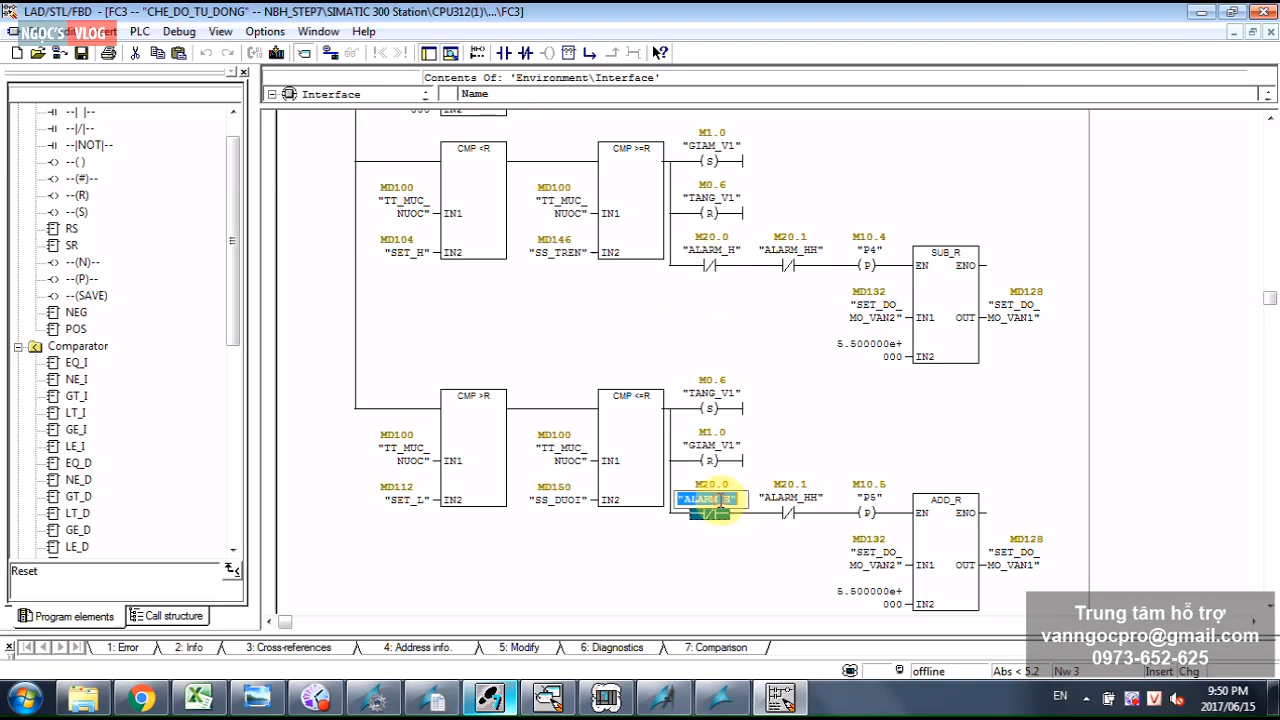 LAD/STL/FBD - [FC3 -- "CHE_DO_TU_DONG" -- NBH_STEP7\SIMATIC 300 Station\CPU312(1)\...\FC3]
NGỌC'S VLOG
PLC Debug View Options Window Help
Contents Of: 'Environment\Interface'
Interface
Name
--| |--
--|/|--
--|NOT|--
--( )
--(#)--
--(R)
--(S)
RS
SR
--(N)--
--(P)--
--(SAVE)
NEG
POS
Comparator
EQ_I
NE_I
GT_I
LT_I
GE_I
LE_I
EQ_D
NE_D
GT_D
LT_D
GE_D
LE_D
Reset
Program elements
Call structure
000 IN2
M1.0
CMP <R
CMP >=R
"GIAM_V1"
(S)
MD100
"TT_MUC_
NUOC" IN1
MD100
"TT_MUC_
NUOC" IN1
M0.6
"TANG_V1"
(R)
MD104
"SET_H" IN2
MD146
"SS_TREN" IN2
M20.0
"ALARM_H"
M20.1
"ALARM_HH"
M10.4
"P4"
(P)
SUB_R
EN ENO
MD132
"SET_DO_
MO_VAN2" IN1
OUT
MD128
"SET_DO_
MO_VAN1"
5.500000e+
000 IN2
M0.6
CMP >R
CMP <=R
"TANG_V1"
(S)
MD100
"TT_MUC_
NUOC" IN1
MD100
"TT_MUC_
NUOC" IN1
M1.0
"GIAM_V1"
(R)
MD112
"SET_L" IN2
MD150
"SS_DUOI" IN2
M20.0
"ALARM_H"
M20.1
"ALARM_HH"
M10.5
"P5"
(P)
ADD_R
EN ENO
MD132
"SET_DO_
MO_VAN2" IN1
OUT
MD128
"SET_DO_
MO_VAN1"
5.500000e+
000 IN2
Trung tâm hỗ trợ
vanngocpro@gmail.com
0973-652-625
1: Error 2: Info 3: Cross-references 4: Address info. 5: Modify 6: Diagnostics 7: Comparison
offline Abs < 5.2 Nw 3 Insert Chg
EN
9:50 PM
2017/06/15